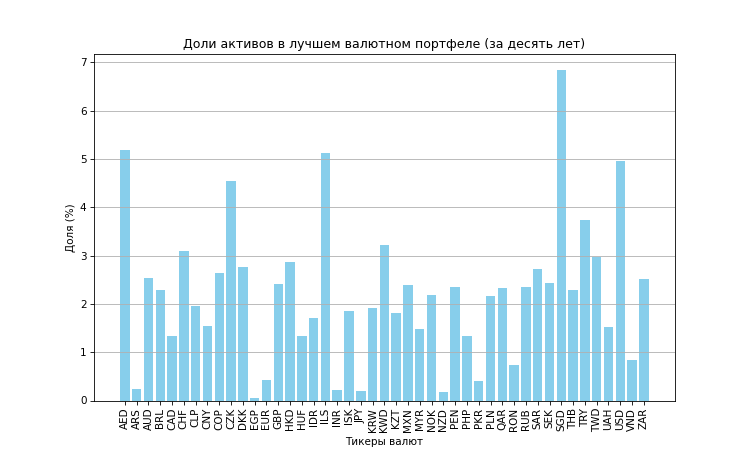 Доли активов в лучшем валютном портфеле (за десять лет)
7
6
5
4
3
2
1
0
Доля (%)
AED
ARS
AUD
BRL
CAD
CHF
CLP
CNY
COP
CZK
DKK
EGP
EUR
GBP
HKD
HUF
IDR
ILS
INR
ISK
JPY
KRW
KWD
KZT
MXN
MYR
NOK
NZD
PEN
PHP
PKR
PLN
QAR
RON
RUB
SAR
SEK
SGD
THB
TRY
TWD
UAH
USD
VND
ZAR
Тикеры валют